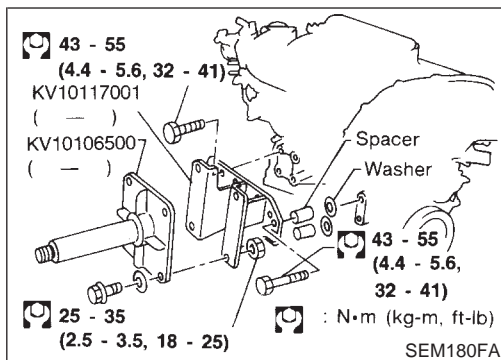 43 - 55
(4.4 - 5.6, 32 - 41)
KV10117001
( — )
KV10106500
( — )
Spacer
Washer
43 - 55
(4.4 - 5.6,
32 - 41)
25 - 35
(2.5 - 3.5, 18 - 25)
: N•m (kg-m, ft-lb)
SEM180FA